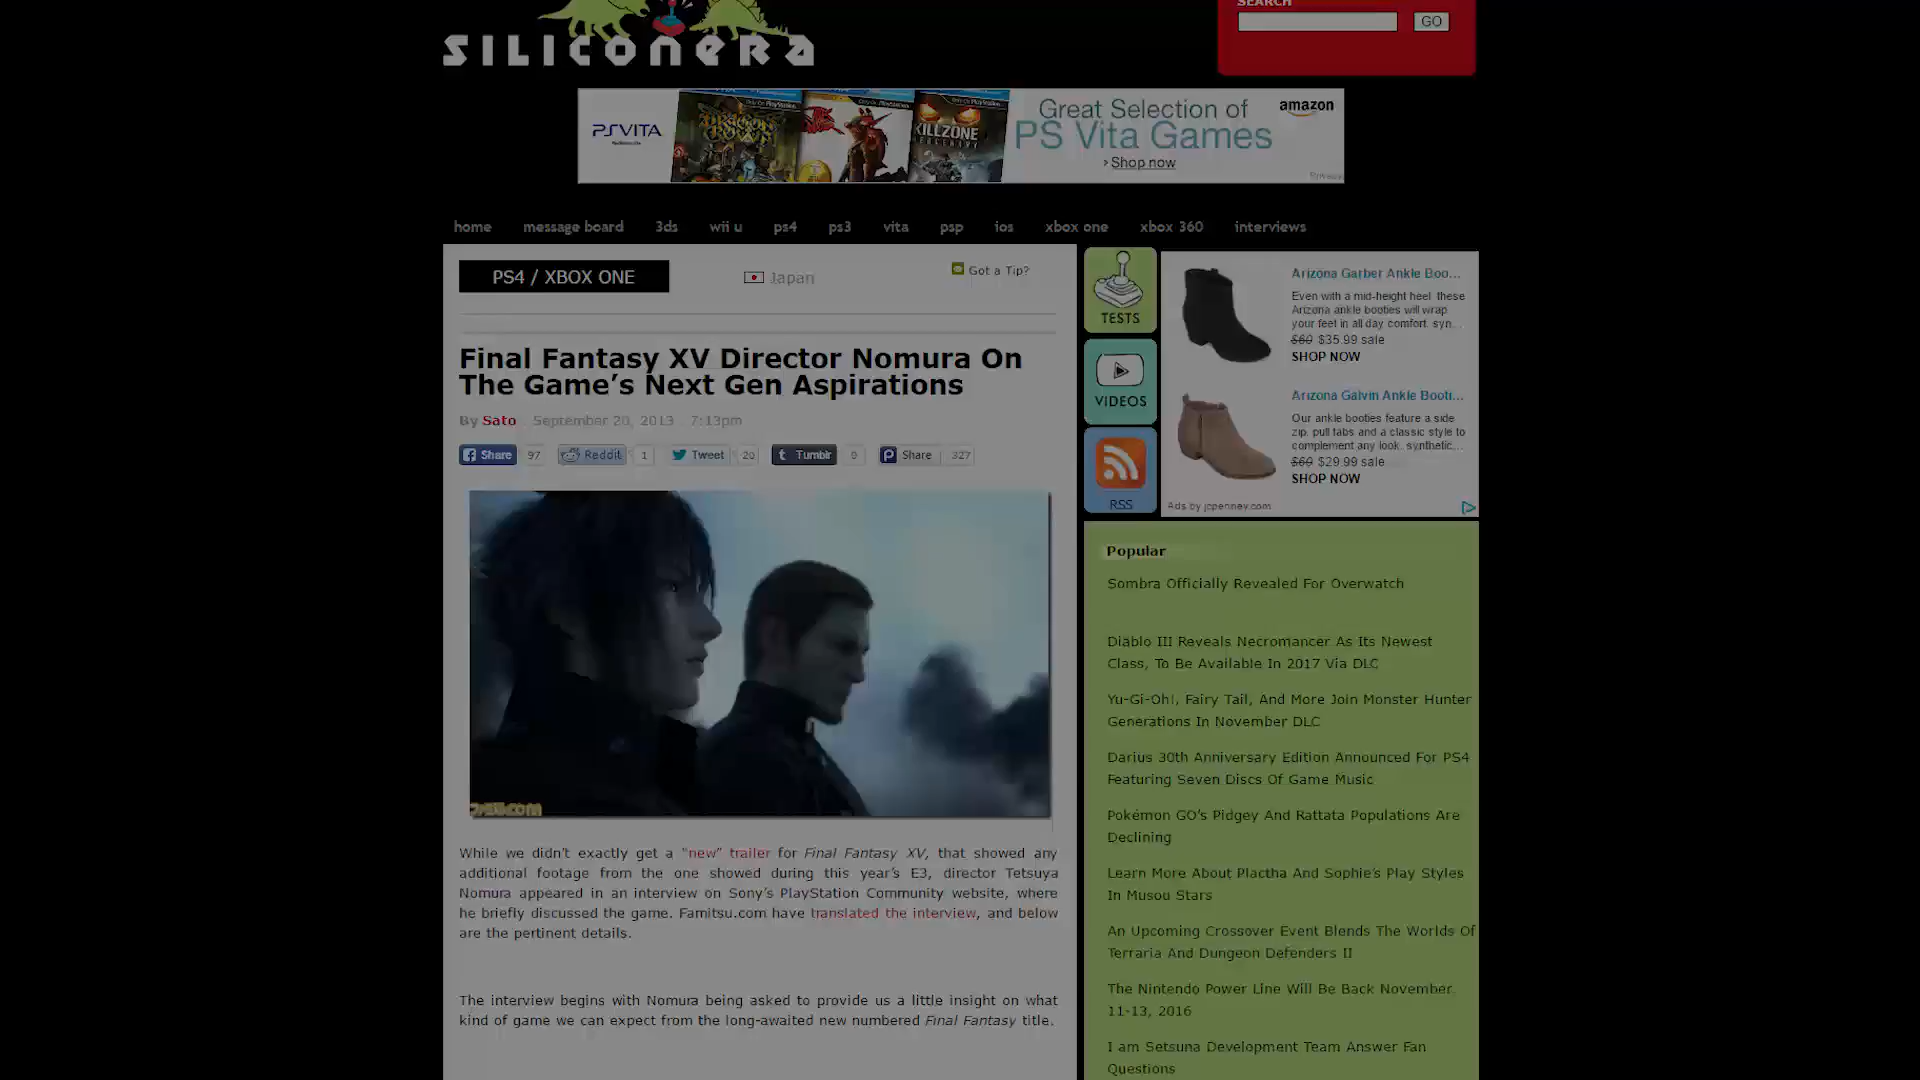 SILICONERA
SEARCH
GO
PSVITA
DRAGON'S CROWN
KILLZONE
MERCENARY
Great Selection of
PS Vita Games
› Shop now
amazon
Privacy
home message board 3ds wii u ps4 ps3 vita psp ios xbox one xbox 360 interviews
PS4 / XBOX ONE
Japan
Got a Tip?
Final Fantasy XV Director Nomura On
The Game’s Next Gen Aspirations
By Sato . September 20, 2013 . 7:13pm
Share 97 Reddit 1 Tweet 20 Tumblr 9 Share 327
While we didn’t exactly get a “new” trailer for Final Fantasy XV, that showed any
additional footage from the one showed during this year’s E3, director Tetsuya
Nomura appeared in an interview on Sony’s PlayStation Community website, where
he briefly discussed the game. Famitsu.com have translated the interview, and below
are the pertinent details.
The interview begins with Nomura being asked to provide us a little insight on what
kind of game we can expect from the long-awaited new numbered Final Fantasy title.
TESTS
VIDEOS
RSS
Arizona Garber Ankle Boo...
Even with a mid-height heel, these
Arizona ankle booties will wrap
your feet in all day comfort. syn...
$60 $35.99 sale
SHOP NOW
Arizona Galvin Ankle Booti...
Our ankle booties feature a side
zip, pull tabs and a classic style to
complement any look. synthetic...
$60 $29.99 sale
SHOP NOW
Ads by jcpenney.com
Popular
Sombra Officially Revealed For Overwatch
Diablo III Reveals Necromancer As Its Newest
Class, To Be Available In 2017 Via DLC
Yu-Gi-Oh!, Fairy Tail, And More Join Monster Hunter
Generations In November DLC
Darius 30th Anniversary Edition Announced For PS4
Featuring Seven Discs Of Game Music
Pokémon GO’s Pidgey And Rattata Populations Are
Declining
Learn More About Plactha And Sophie’s Play Styles
In Musou Stars
An Upcoming Crossover Event Blends The Worlds Of
Terraria And Dungeon Defenders II
The Nintendo Power Line Will Be Back November
11-13, 2016
I am Setsuna Development Team Answer Fan
Questions